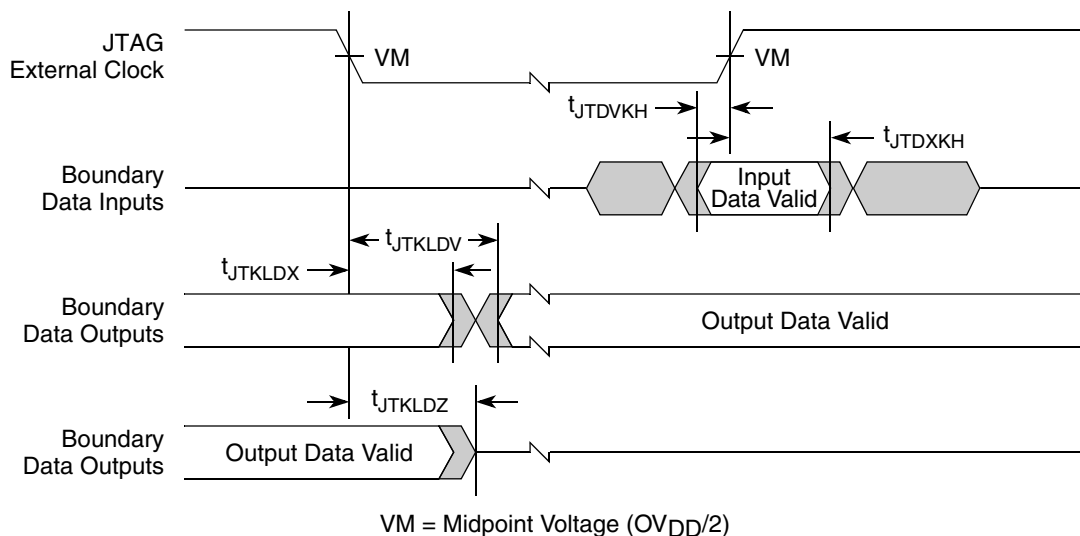 JTAG
External Clock
VM
VM
tJTDVKH
tJTDXKH
Boundary
Data Inputs
Input
Data Valid
tJTKLDV
tJTKLDX
Boundary
Data Outputs
Output Data Valid
tJTKLDZ
Boundary
Data Outputs
Output Data Valid
VM = Midpoint Voltage (OVDD/2)